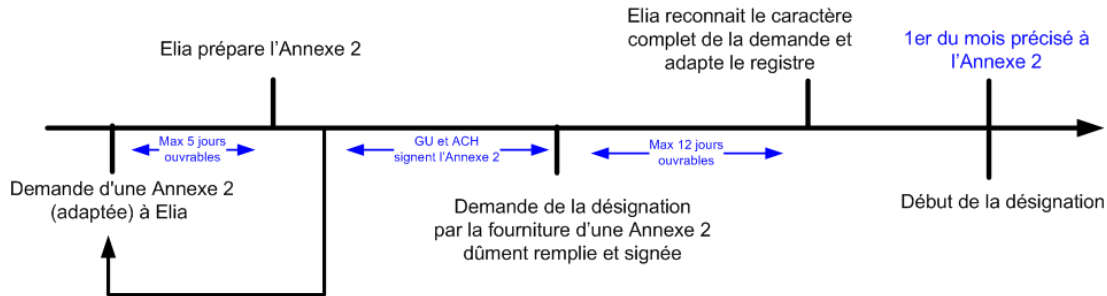 Elia prépare l'Annexe 2
Elia reconnait le caractère
complet de la demande et
adapte le registre
1er du mois précisé à
l'Annexe 2
Max 5 jours
ouvrables
GU et ACH
signent l'Annexe 2
Max 12 jours
ouvrables
Demande d'une Annexe 2
(adaptée) à Elia
Demande de la désignation
par la fourniture d'une Annexe 2
dûment remplie et signée
Début de la désignation